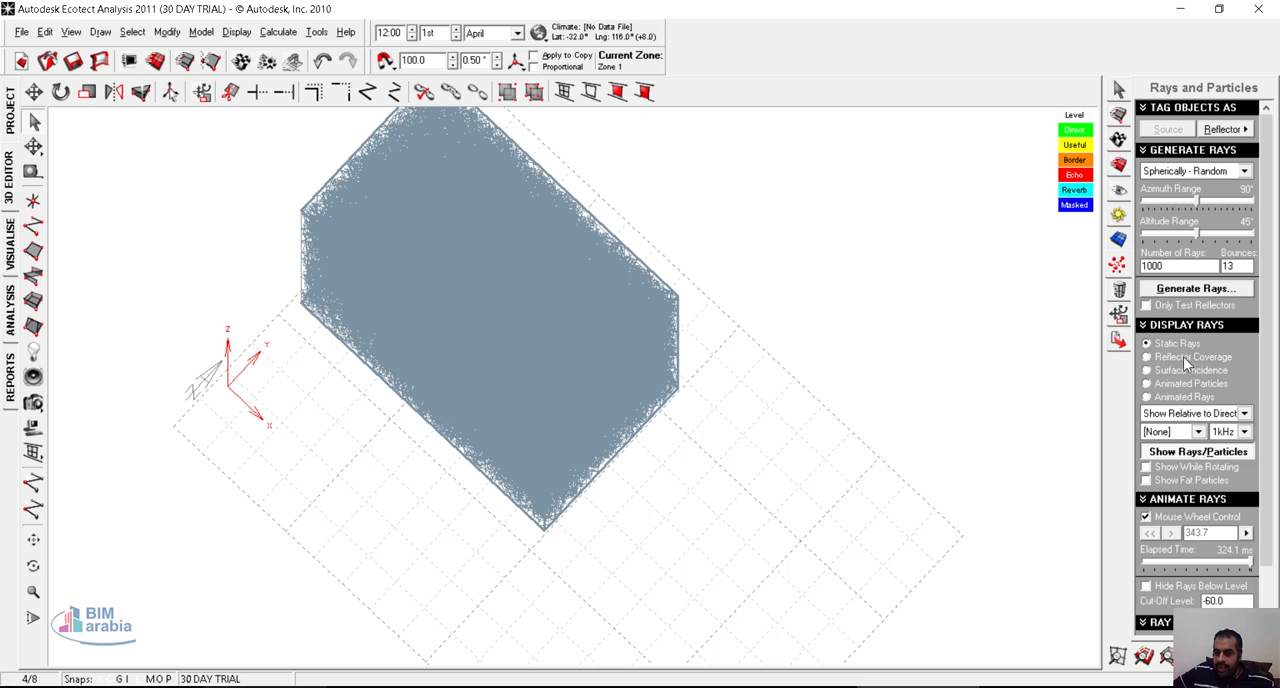 Autodesk Ecotect Analysis 2011 (30 DAY TRIAL) - © Autodesk, Inc. 2010
File Edit View Draw Select Modify Model Display Calculate Tools Help
12:00 1st April
Climate: [No Data File]
Lat: -32.0° Lng: 116.0° (+8.0)
100.0 0.50°
Apply to Copy
Proportional
Current Zone:
Zone 1
PROJECT
3D EDITOR
VISUALISE
ANALYSIS
REPORTS
Z
Y
X
N
Level
Direct
Useful
Border
Echo
Reverb
Masked
Rays and Particles
TAG OBJECTS AS
Source Reflector
GENERATE RAYS
Spherically - Random
Azimuth Range 90°
Altitude Range 45°
Number of Rays: Bounces:
1000 13
Generate Rays...
Only Test Reflectors
DISPLAY RAYS
Static Rays
Reflector Coverage
Surface Incidence
Animated Particles
Animated Rays
Show Relative to Direct
[None] 1kHz
Show Rays/Particles
Show While Rotating
Show Fat Particles
ANIMATE RAYS
Mouse Wheel Control
<< > 343.7
Elapsed Time: 324.1 ms
Hide Rays Below Level
Cut-Off Level: -60.0
RAY
BIM
arabia
4/8 Snaps: G I M O P 30 DAY TRIAL